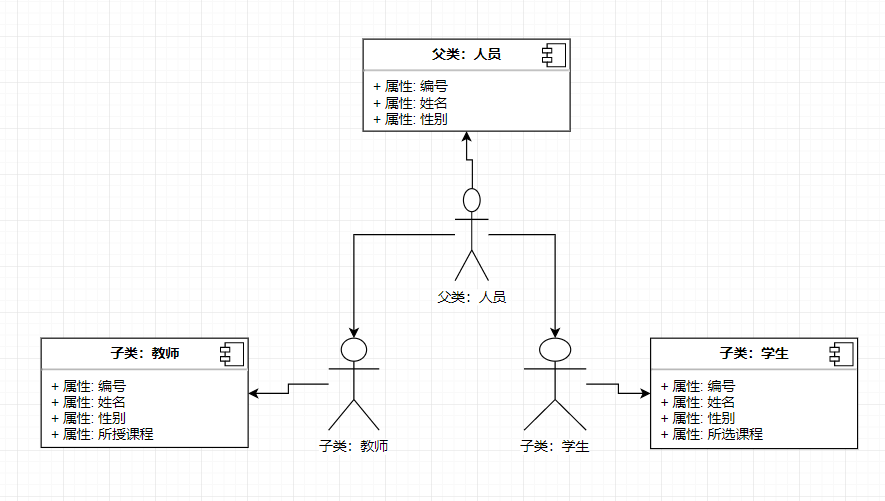 父类：人员
+ 属性: 编号
+ 属性: 姓名
+ 属性: 性别
父类：人员
子类：教师
+ 属性: 编号
+ 属性: 姓名
+ 属性: 性别
+ 属性: 所授课程
子类：教师
子类：学生
子类：学生
+ 属性: 编号
+ 属性: 姓名
+ 属性: 性别
+ 属性: 所选课程